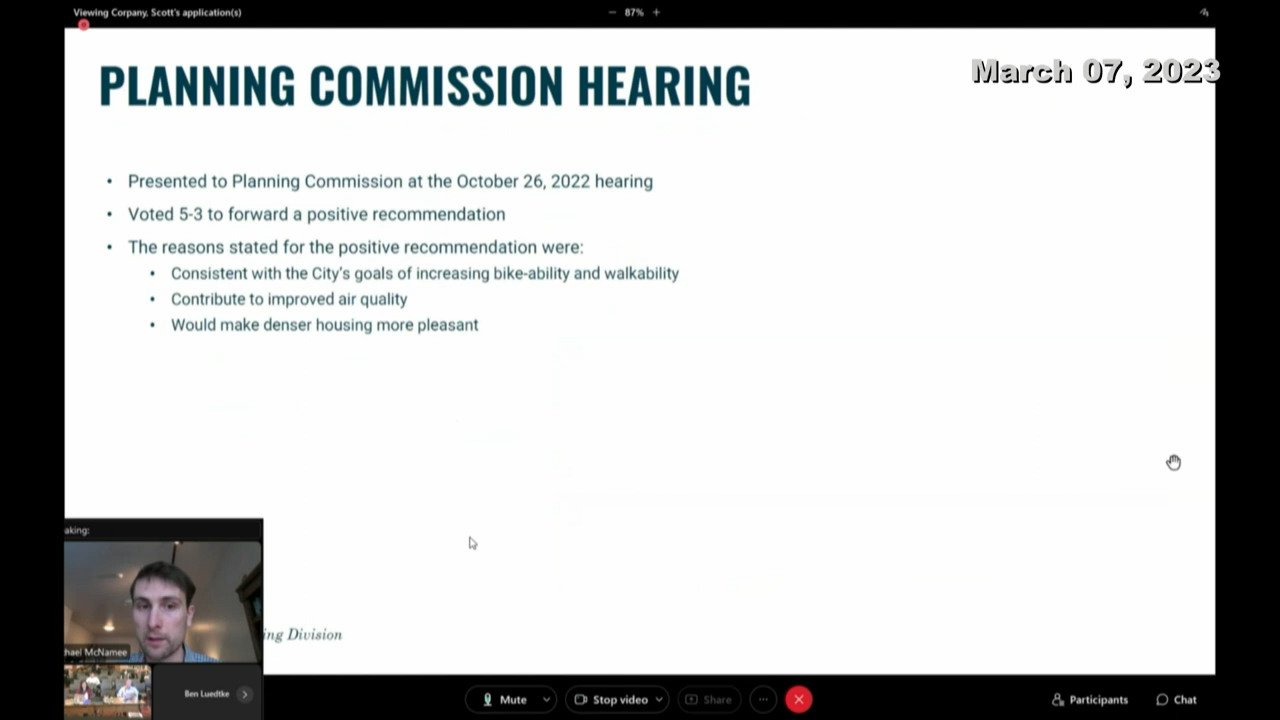 Viewing Corpany, Scott's application(s)
− 87% +
March 07, 2023
PLANNING COMMISSION HEARING
• Presented to Planning Commission at the October 26, 2022 hearing
• Voted 5-3 to forward a positive recommendation
• The reasons stated for the positive recommendation were:
• Consistent with the City's goals of increasing bike-ability and walkability
• Contribute to improved air quality
• Would make denser housing more pleasant
aking:
hael McNamee
ing Division
Ben Luedtke
Mute
Stop video
Share
Participants
Chat